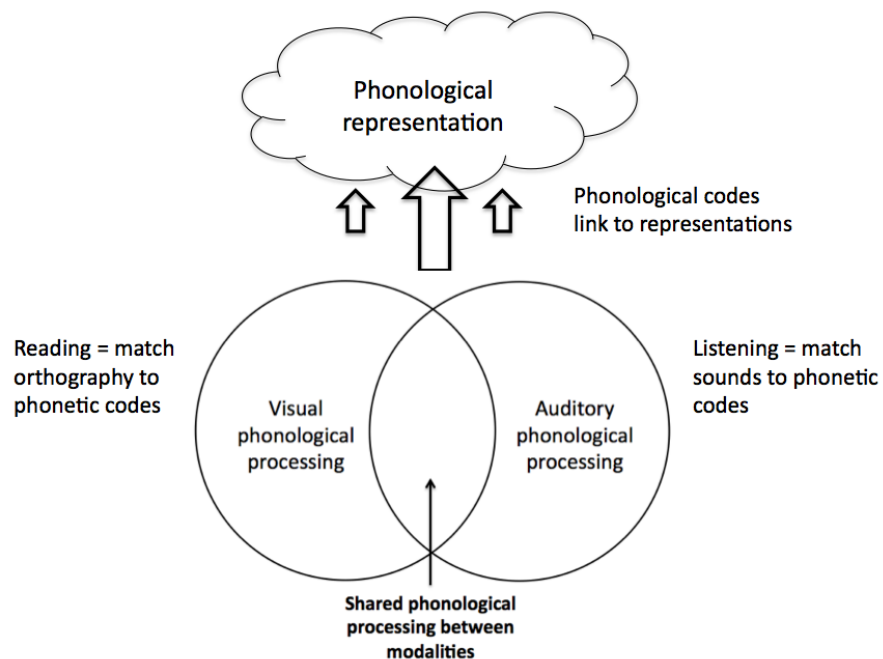 Phonological
representation
Phonological codes
link to representations
Reading = match
orthography to
phonetic codes
Visual
phonological
processing
Auditory
phonological
processing
Listening = match
sounds to phonetic
codes
Shared phonological
processing between
modalities